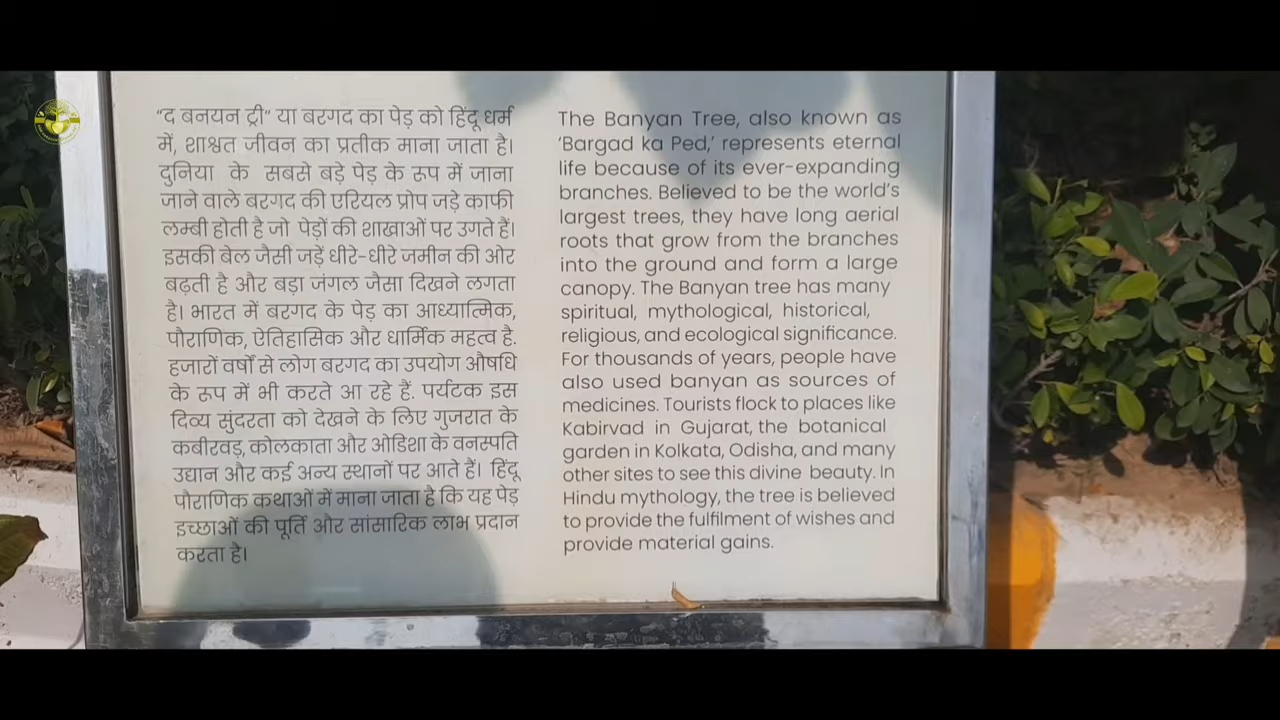 "द बनयन ट्री" या बरगद का पेड़ को हिंदू धर्म
में, शाश्वत जीवन का प्रतीक माना जाता है।
दुनिया के सबसे बड़े पेड़ के रूप में जाना
जाने वाले बरगद की एरियल प्रोप जड़े काफी
लम्बी होती है जो पेड़ों की शाखाओं पर उगते हैं।
इसकी बेल जैसी जड़ें धीरे-धीरे जमीन की ओर
बढ़ती है और बड़ा जंगल जैसा दिखने लगता
है। भारत में बरगद के पेड़ का आध्यात्मिक,
पौराणिक, ऐतिहासिक और धार्मिक महत्व है.
हजारों वर्षों से लोग बरगद का उपयोग औषधि
के रूप में भी करते आ रहे हैं. पर्यटक इस
दिव्य सुंदरता को देखने के लिए गुजरात के
कबीरवड़, कोलकाता और ओडिशा के वनस्पति
उद्यान और कई अन्य स्थानों पर आते हैं। हिंदू
पौराणिक कथाओं में माना जाता है कि यह पेड़
इच्छाओं की पूर्ति और सांसारिक लाभ प्रदान
करता है।
The Banyan Tree, also known as
'Bargad ka Ped,' represents eternal
life because of its ever-expanding
branches. Believed to be the world's
largest trees, they have long aerial
roots that grow from the branches
into the ground and form a large
canopy. The Banyan tree has many
spiritual, mythological, historical,
religious, and ecological significance.
For thousands of years, people have
also used banyan as sources of
medicines. Tourists flock to places like
Kabirvad in Gujarat, the botanical
garden in Kolkata, Odisha, and many
other sites to see this divine beauty. In
Hindu mythology, the tree is believed
to provide the fulfilment of wishes and
provide material gains.